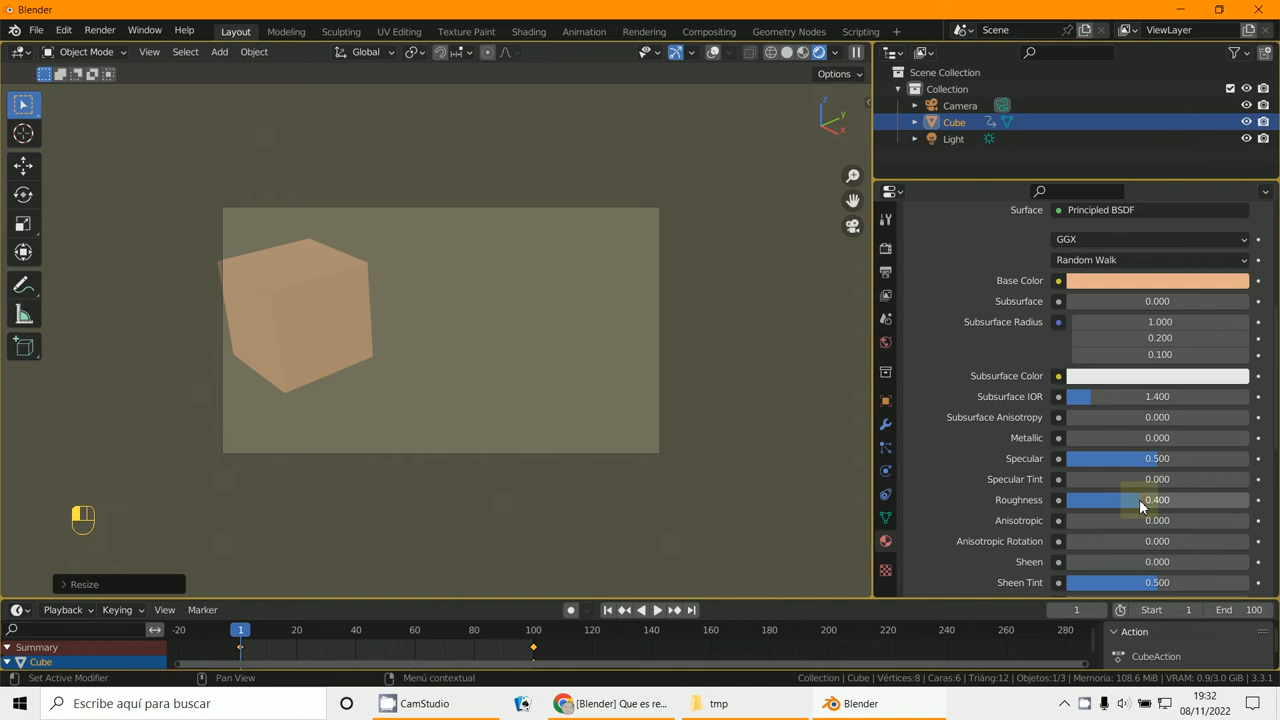 Blender
File Edit Render Window Help Layout Modeling Sculpting UV Editing Texture Paint Shading Animation Rendering Compositing Geometry Nodes Scripting + Scene ViewLayer
Object Mode View Select Add Object Global
Options
Scene Collection
Collection
Camera
Cube
Light
Surface Principled BSDF
GGX
Random Walk
Base Color
Subsurface 0.000
Subsurface Radius 1.000
0.200
0.100
Subsurface Color
Subsurface IOR 1.400
Subsurface Anisotropy 0.000
Metallic 0.000
Specular 0.500
Specular Tint 0.000
Roughness 0.400
Anisotropic 0.000
Anisotropic Rotation 0.000
Sheen 0.000
Sheen Tint 0.500
z
y
x
Resize
Playback Keying View Marker 1 Start 1 End 100
-20 1 20 40 60 80 100 120 140 160 180 200 220 240 260 280
Action
Summary
Cube
CubeAction
Set Active Modifier Pan View Menú contextual Collection | Cube | Vértices:8 | Caras:6 | Triáng:12 | Objetos:1/3 | Memoria: 108.6 MiB | VRAM: 0.9/3.0 GiB | 3.3.1
Escribe aquí para buscar CamStudio [Blender] Que es re... tmp Blender 19:32
08/11/2022